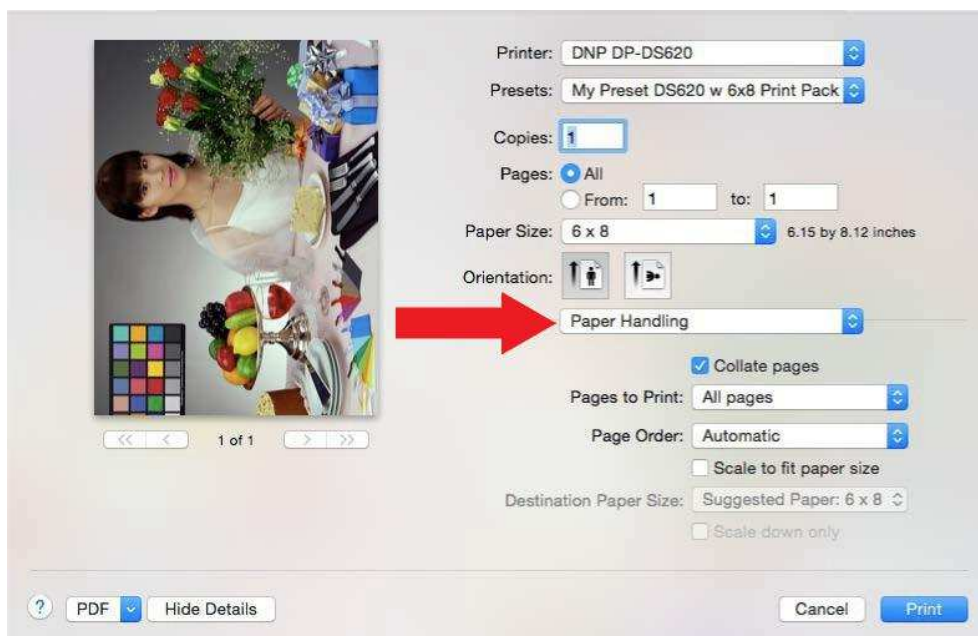 Printer: DNP DP-DS620
Presets: My Preset DS620 w 6x8 Print Pack
Copies: 1
Pages: All
From: 1 to: 1
Paper Size: 6 x 8 6.15 by 8.12 inches
Orientation:
Paper Handling
Collate pages
Pages to Print: All pages
Page Order: Automatic
Scale to fit paper size
Destination Paper Size: Suggested Paper: 6 x 8
Scale down only
<< < 1 of 1 > >>
? PDF Hide Details Cancel Print